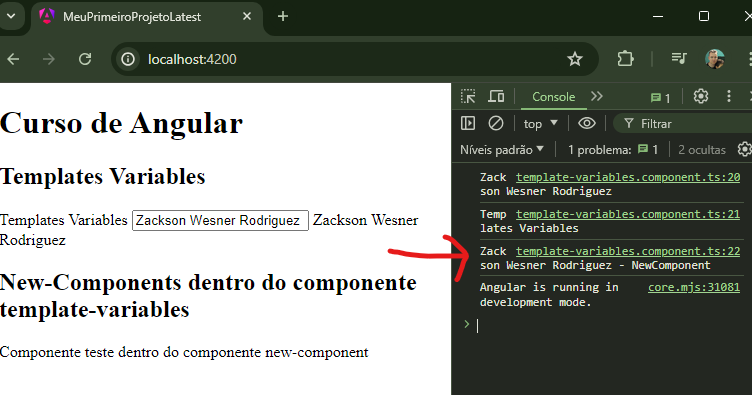 MeuPrimeiroProjetoLatest
localhost:4200
Curso de Angular
Templates Variables
Templates Variables Zackson Wesner Rodriguez Zackson Wesner
Rodriguez
New-Components dentro do componente
template-variables
Componente teste dentro do componente new-component
Console
1
top
Filtrar
Níveis padrão
1 problema: 1
2 ocultas
Zack template-variables.component.ts:20
son Wesner Rodriguez
Temp template-variables.component.ts:21
lates Variables
Zack template-variables.component.ts:22
son Wesner Rodriguez - NewComponent
Angular is running in core.mjs:31081
development mode.